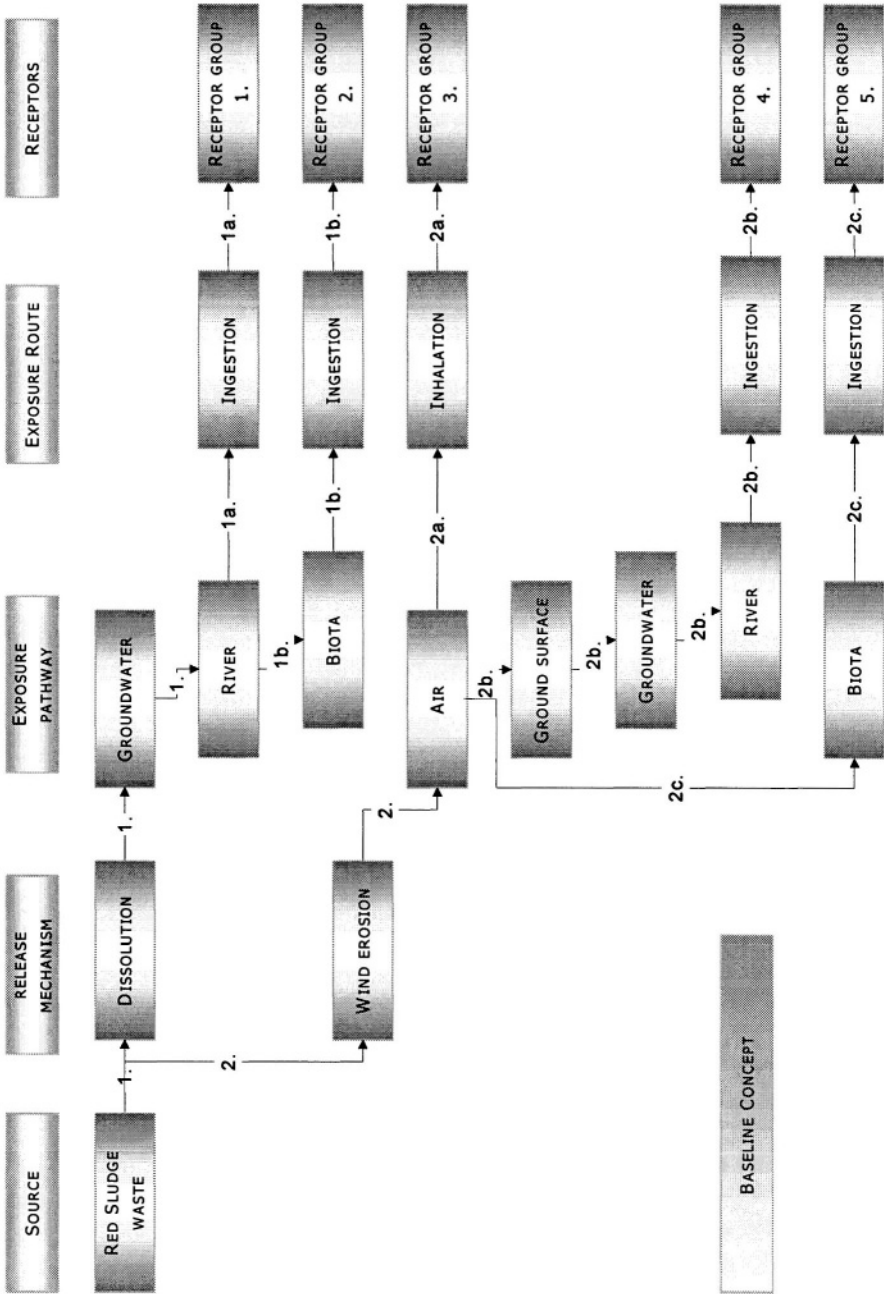 SOURCE
RELEASE
MECHANISM
EXPOSURE
PATHWAY
EXPOSURE ROUTE
RECEPTORS
RED SLUDGE
WASTE
1.
DISSOLUTION
1.
GROUNDWATER
1.
RIVER
1a.
INGESTION
1a.
RECEPTOR GROUP
1.
1b.
BIOTA
1b.
INGESTION
1b.
RECEPTOR GROUP
2.
2.
WIND EROSION
2.
AIR
2a.
INHALATION
2a.
RECEPTOR GROUP
3.
2b.
GROUND SURFACE
2b.
GROUNDWATER
2b.
RIVER
2b.
INGESTION
2b.
RECEPTOR GROUP
4.
2c.
BIOTA
2c.
INGESTION
2c.
RECEPTOR GROUP
5.
BASELINE CONCEPT